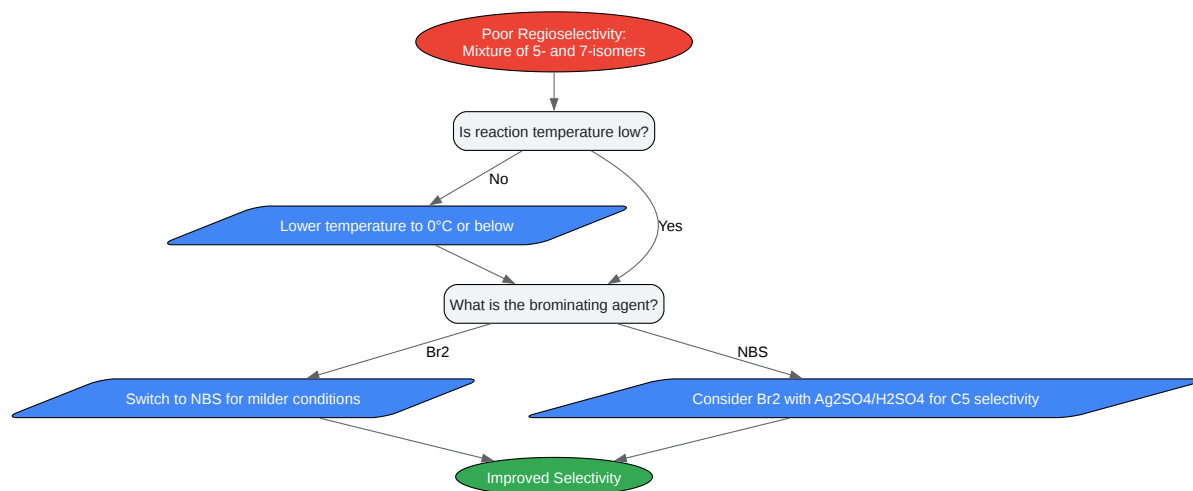 Poor Regioselectivity:
Mixture of 5- and 7-isomers
Is reaction temperature low?
No
Lower temperature to 0°C or below
Yes
What is the brominating agent?
Br2
NBS
Switch to NBS for milder conditions
Consider Br2 with Ag2SO4/H2SO4 for C5 selectivity
Improved Selectivity